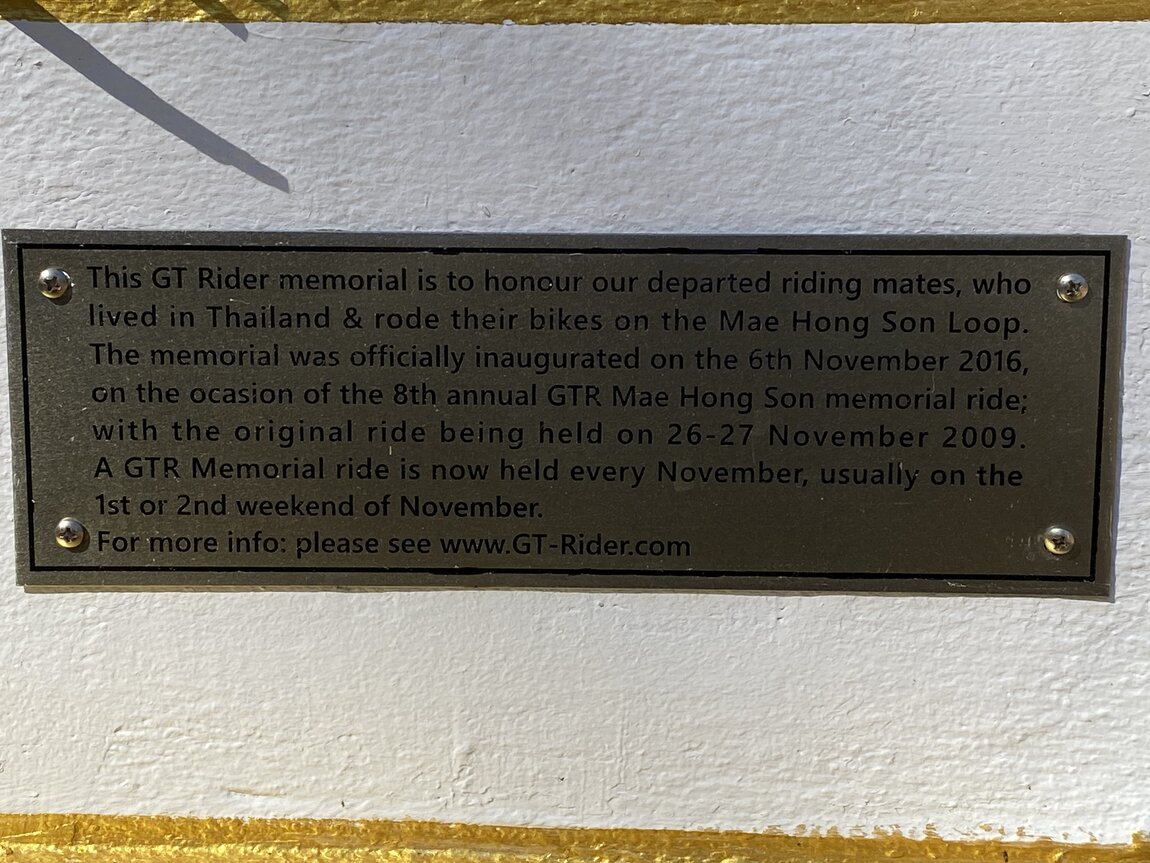 This GT Rider memorial is to honour our departed riding mates, who
lived in Thailand & rode their bikes on the Mae Hong Son Loop.
The memorial was officially inaugurated on the 6th November 2016,
on the ocasion of the 8th annual GTR Mae Hong Son memorial ride;
with the original ride being held on 26-27 November 2009.
A GTR Memorial ride is now held every November, usually on the
1st or 2nd weekend of November.
For more info: please see www.GT-Rider.com